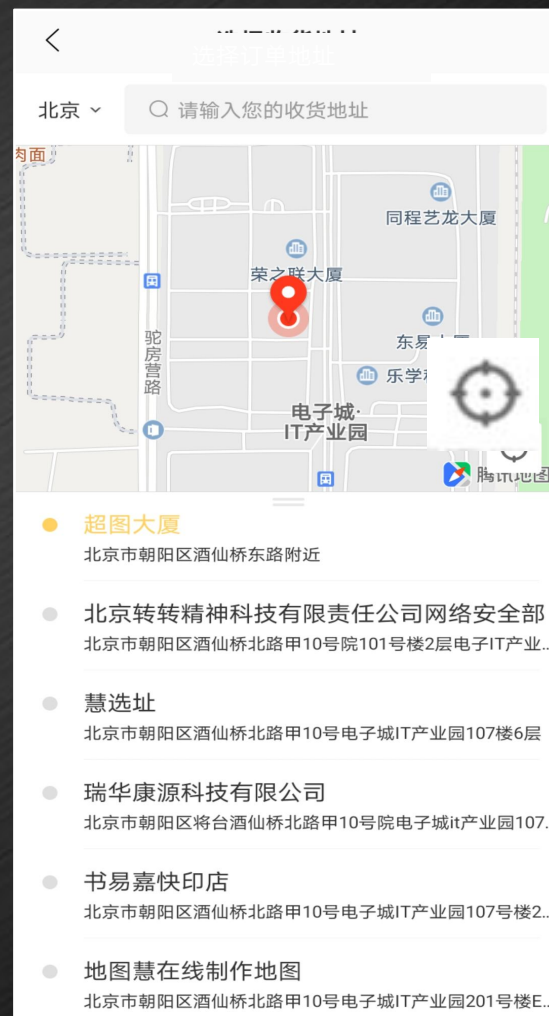 选择订单地址
北京
请输入您的收货地址
肉面
同程艺龙大厦
荣之联大厦
驼房营路
东易
乐学
电子城·
IT产业园
腾讯地图
超图大厦
北京市朝阳区酒仙桥东路附近
北京转转精神科技有限责任公司网络安全部
北京市朝阳区酒仙桥北路甲10号院101号楼2层电子IT产业...
慧选址
北京市朝阳区酒仙桥北路甲10号电子城IT产业园107楼6层
瑞华康源科技有限公司
北京市朝阳区将台酒仙桥北路甲10号院电子城it产业园107.
书易嘉快印店
北京市朝阳区酒仙桥北路甲10号电子城IT产业园107号楼2...
地图慧在线制作地图
北京市朝阳区酒仙桥北路甲10号电子城IT产业园201号楼E...